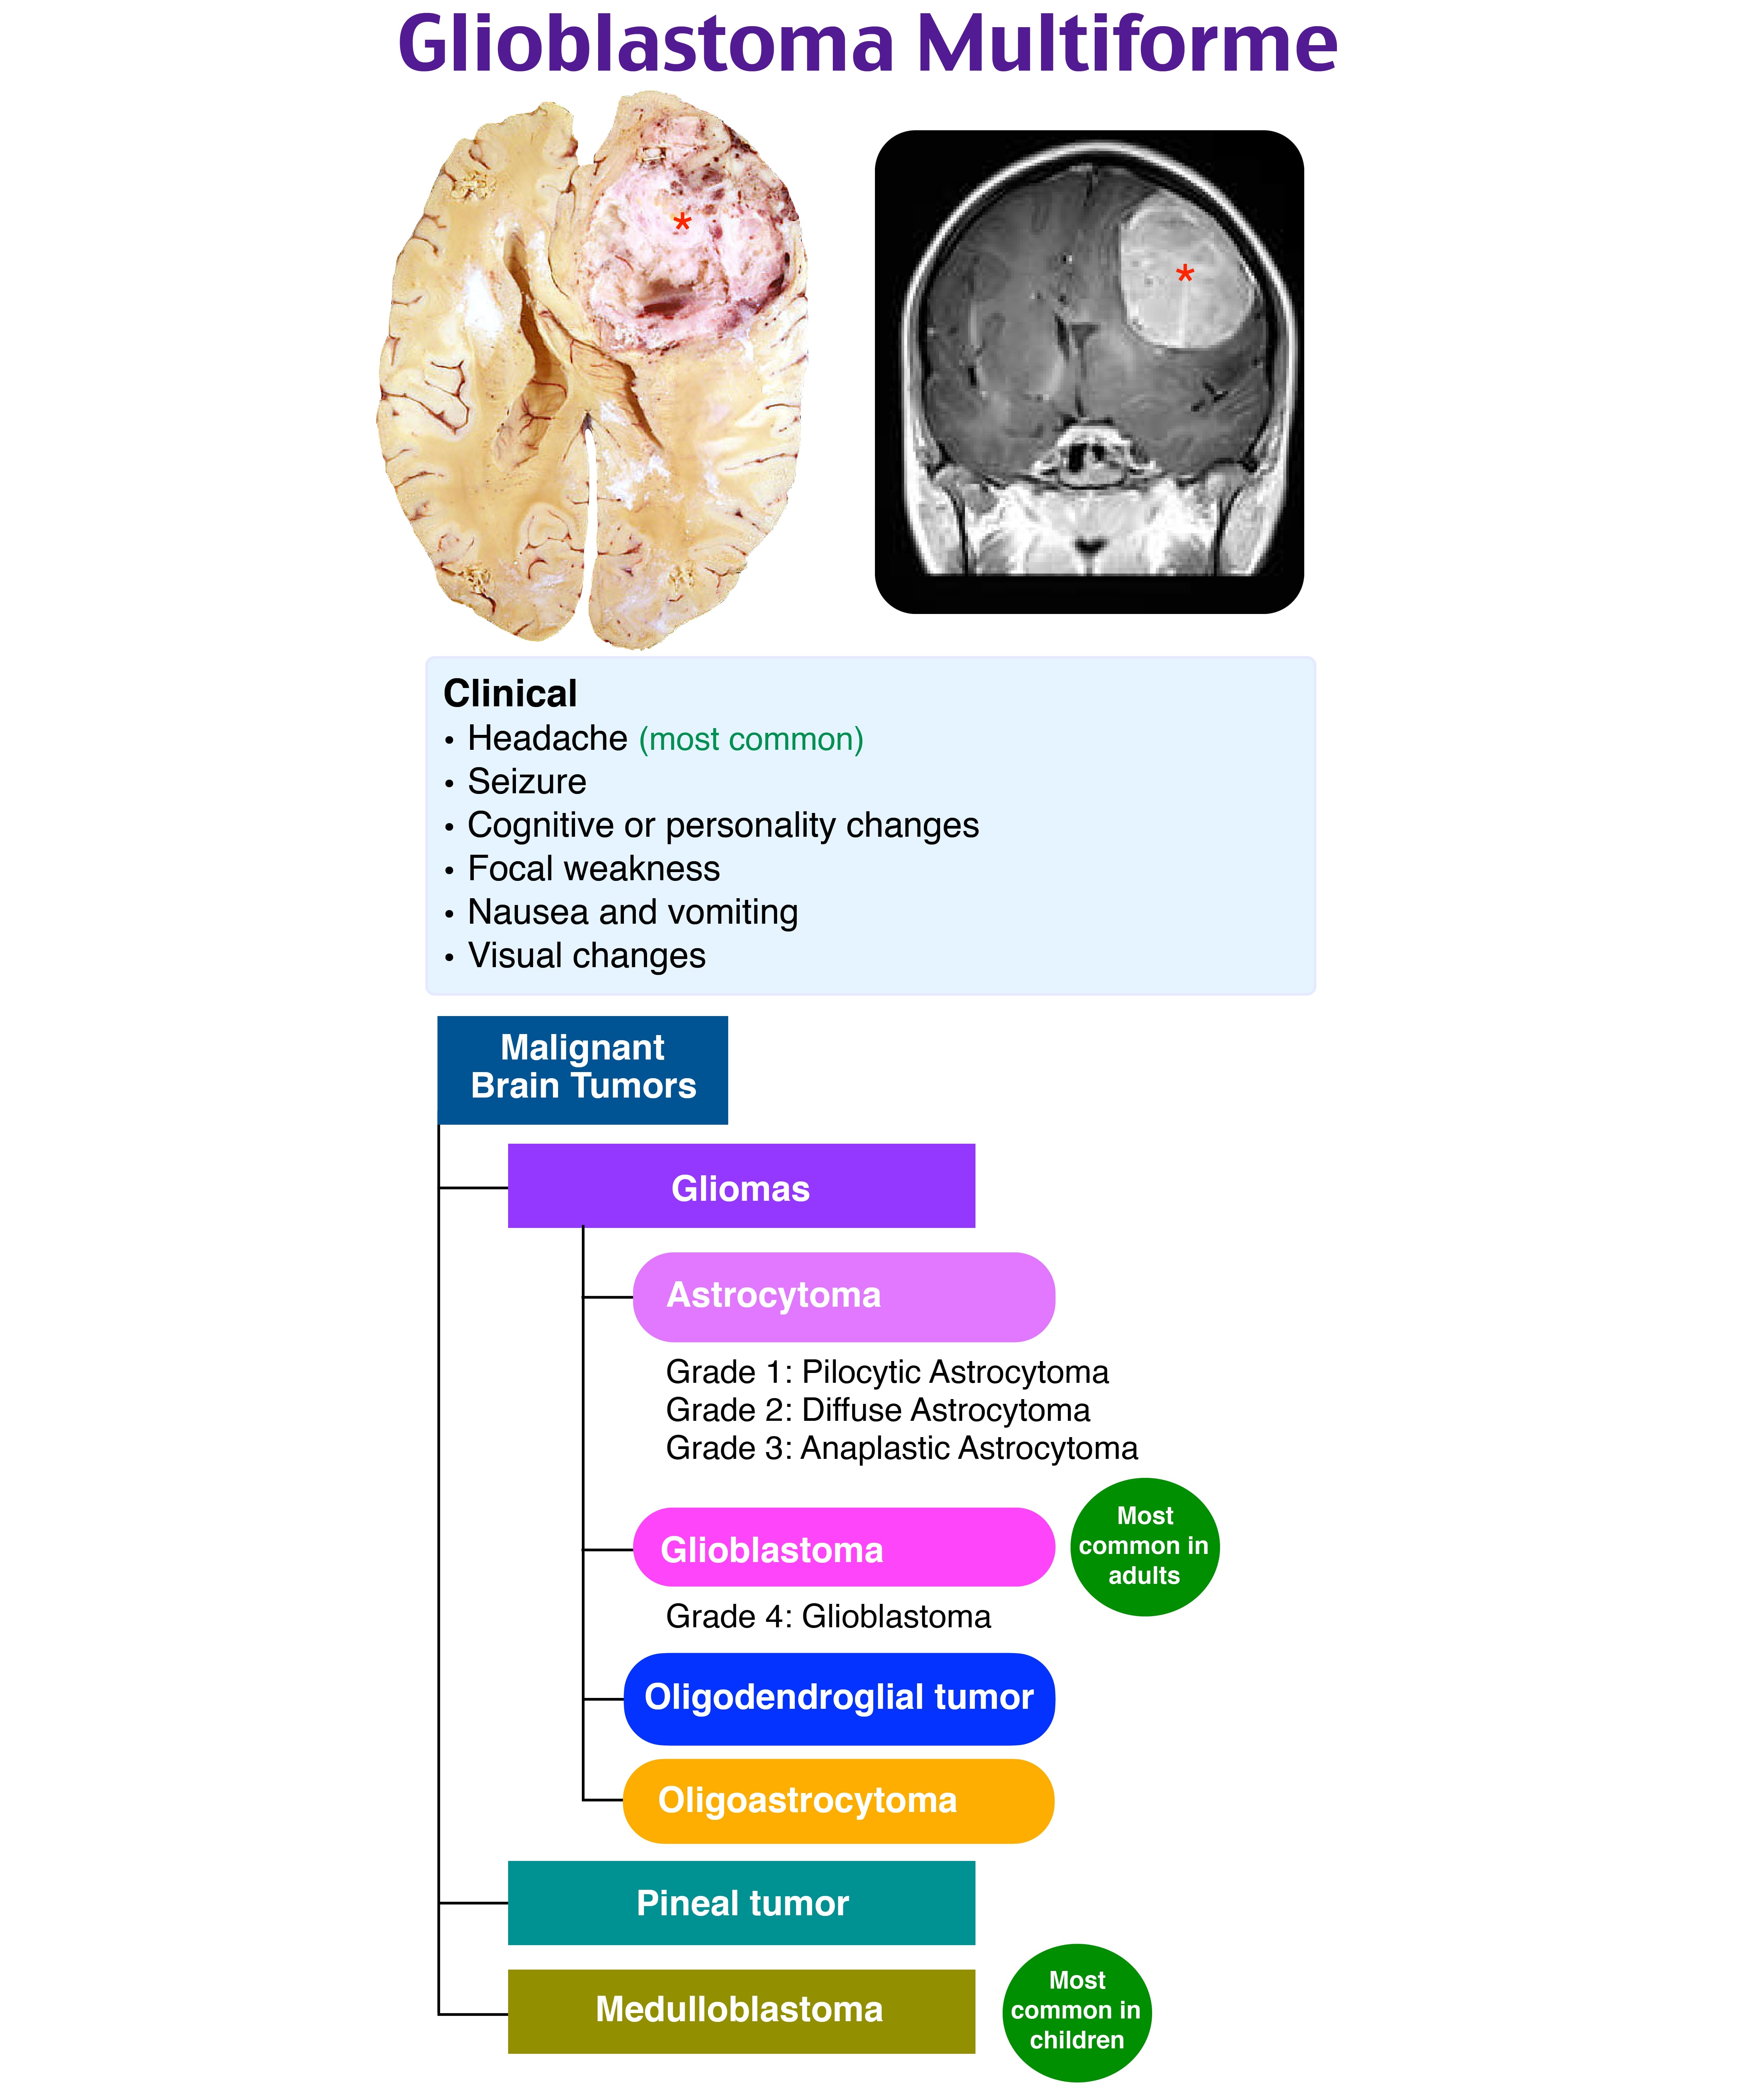 Glioblastoma Multiforme
*
*
Clinical
• Headache (most common)
• Seizure
• Cognitive or personality changes
• Focal weakness
• Nausea and vomiting
• Visual changes
Malignant
Brain Tumors
Gliomas
Astrocytoma
Grade 1: Pilocytic Astrocytoma
Grade 2: Diffuse Astrocytoma
Grade 3: Anaplastic Astrocytoma
Glioblastoma
Most
common in
adults
Grade 4: Glioblastoma
Oligodendroglial tumor
Oligoastrocytoma
Pineal tumor
Medulloblastoma
Most
common in
children